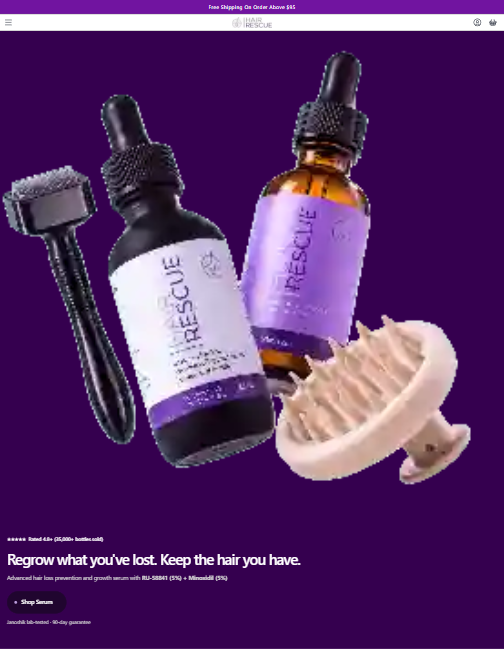 Free Shipping On Order Above $95
HAIR
RESCUE
RESCUE
RESCUE
★★★★★ Rated 4.8+ (35,000+ bottles sold)
Regrow what you've lost. Keep the hair you have.
Advanced hair loss prevention and growth serum with RU-58841 (5%) + Minoxidil (5%)
Shop Serum
Janoshik lab-tested · 90-day guarantee